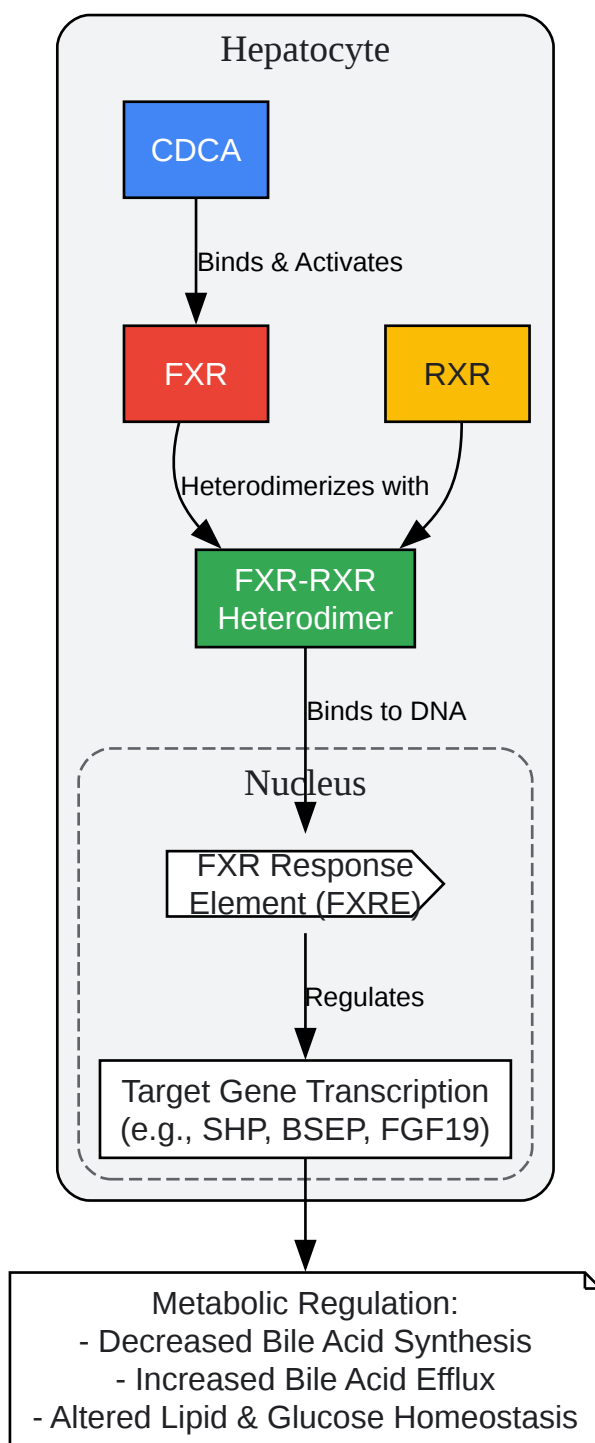 Hepatocyte
CDCA
Binds & Activates
FXR
RXR
Heterodimerizes with
FXR-RXR
Heterodimer
Binds to DNA
Nucleus
FXR Response
Element (FXRE)
Regulates
Target Gene Transcription
(e.g., SHP, BSEP, FGF19)
Metabolic Regulation:
- Decreased Bile Acid Synthesis
- Increased Bile Acid Efflux
- Altered Lipid & Glucose Homeostasis